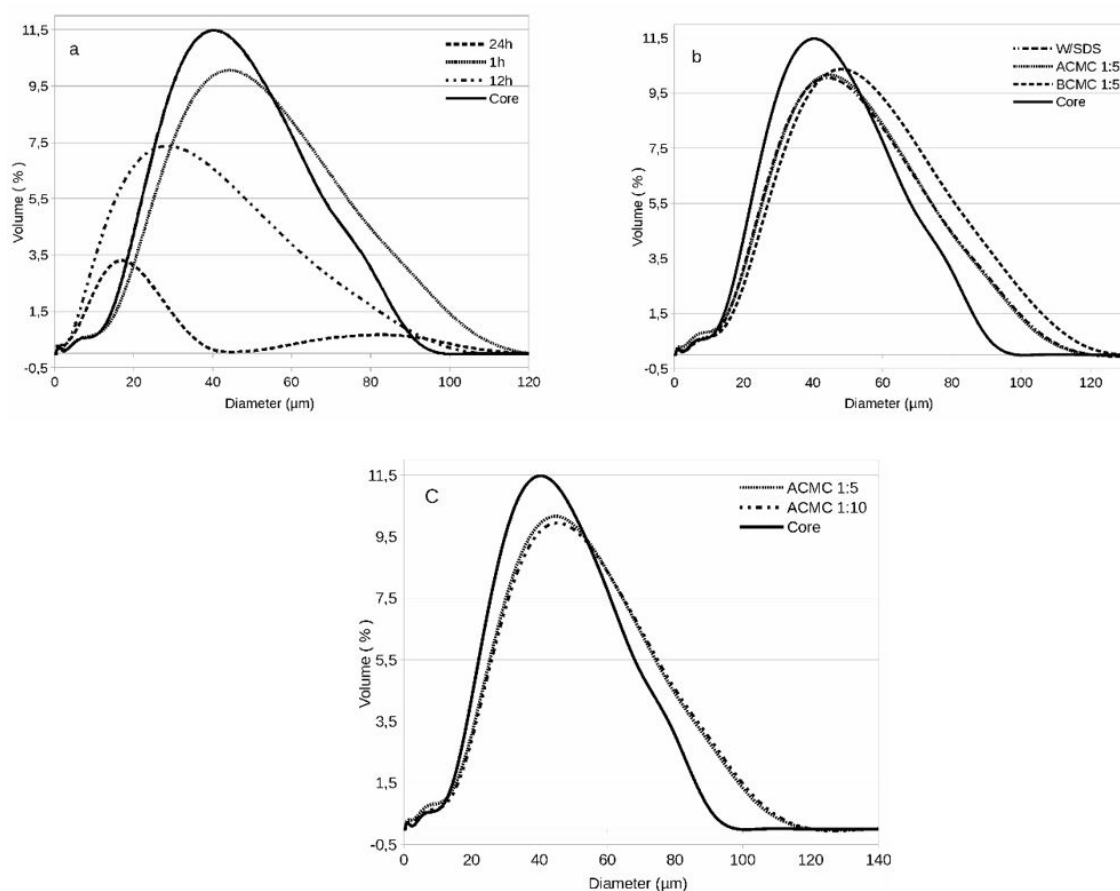 a
24h
1h
12h
Core
11,5
9,5
7,5
5,5
3,5
1,5
-0,5
Volume ( % )
0 20 40 60 80 100 120
Diameter (µm)
b
W/SDS
ACMC 1:5
BCMC 1:5
Core
11,5
9,5
7,5
5,5
3,5
1,5
-0,5
Volume ( % )
0 20 40 60 80 100 120
Diameter (µm)
C
ACMC 1:5
ACMC 1:10
Core
11,5
9,5
7,5
5,5
3,5
1,5
-0,5
Volume ( % )
0 20 40 60 80 100 120 140
Diameter (µm)